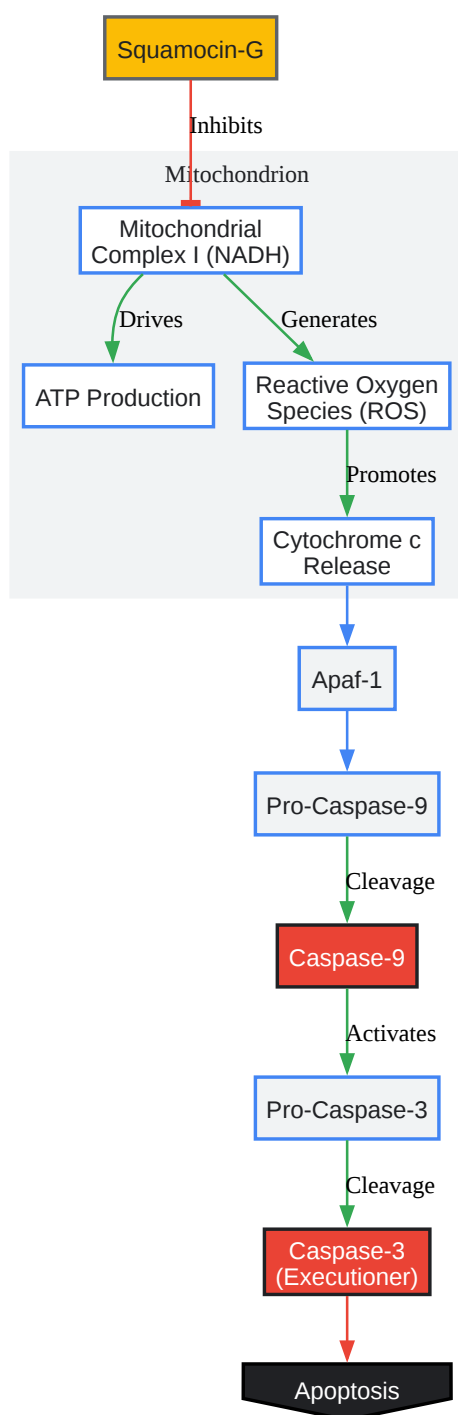 Squamocin-G
Inhibits
Mitochondrion
Mitochondrial
Complex I (NADH)
Drives
Generates
ATP Production
Reactive Oxygen
Species (ROS)
Promotes
Cytochrome c
Release
Apaf-1
Pro-Caspase-9
Cleavage
Caspase-9
Activates
Pro-Caspase-3
Cleavage
Caspase-3
(Executioner)
Apoptosis